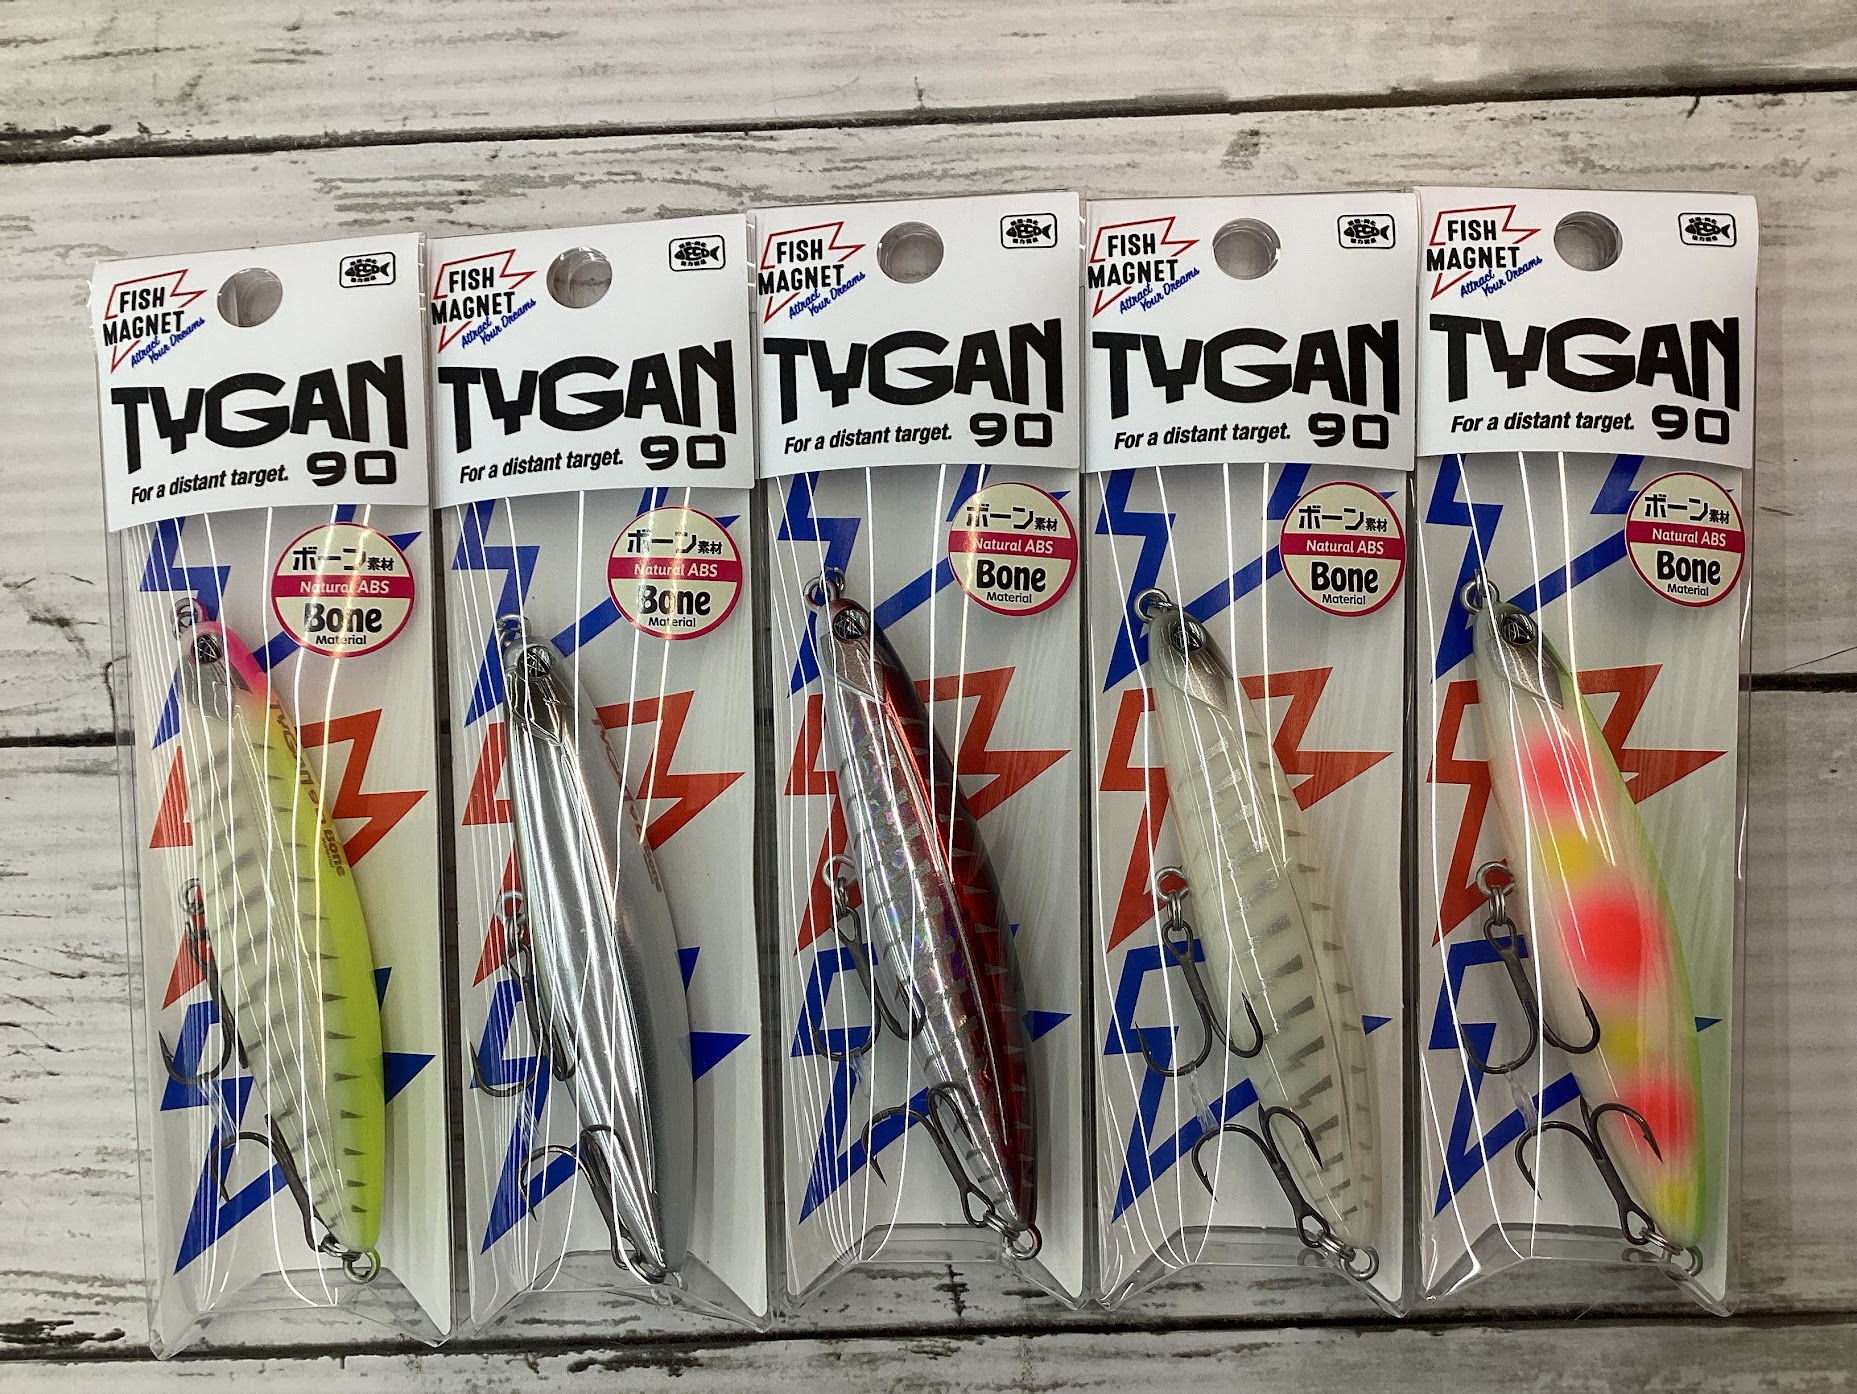 FISH
MAGNET
Attract
Your Dreams
TYGAN
For a distant target. 90
ボーン素材
Natural ABS
Bone
Material
TYGAN 90 Bone
FISH
MAGNET
Attract
Your Dreams
TYGAN
For a distant target. 90
ボーン素材
Natural ABS
Bone
Material
FISH
MAGNET
Attract
Your Dreams
TYGAN
For a distant target. 90
ボーン素材
Natural ABS
Bone
Material
FISH
MAGNET
Attract
Your Dreams
TYGAN
For a distant target. 90
ボーン素材
Natural ABS
Bone
Material
FISH
MAGNET
Attract
Your Dreams
TYGAN
For a distant target. 90
ボーン素材
Natural ABS
Bone
Material